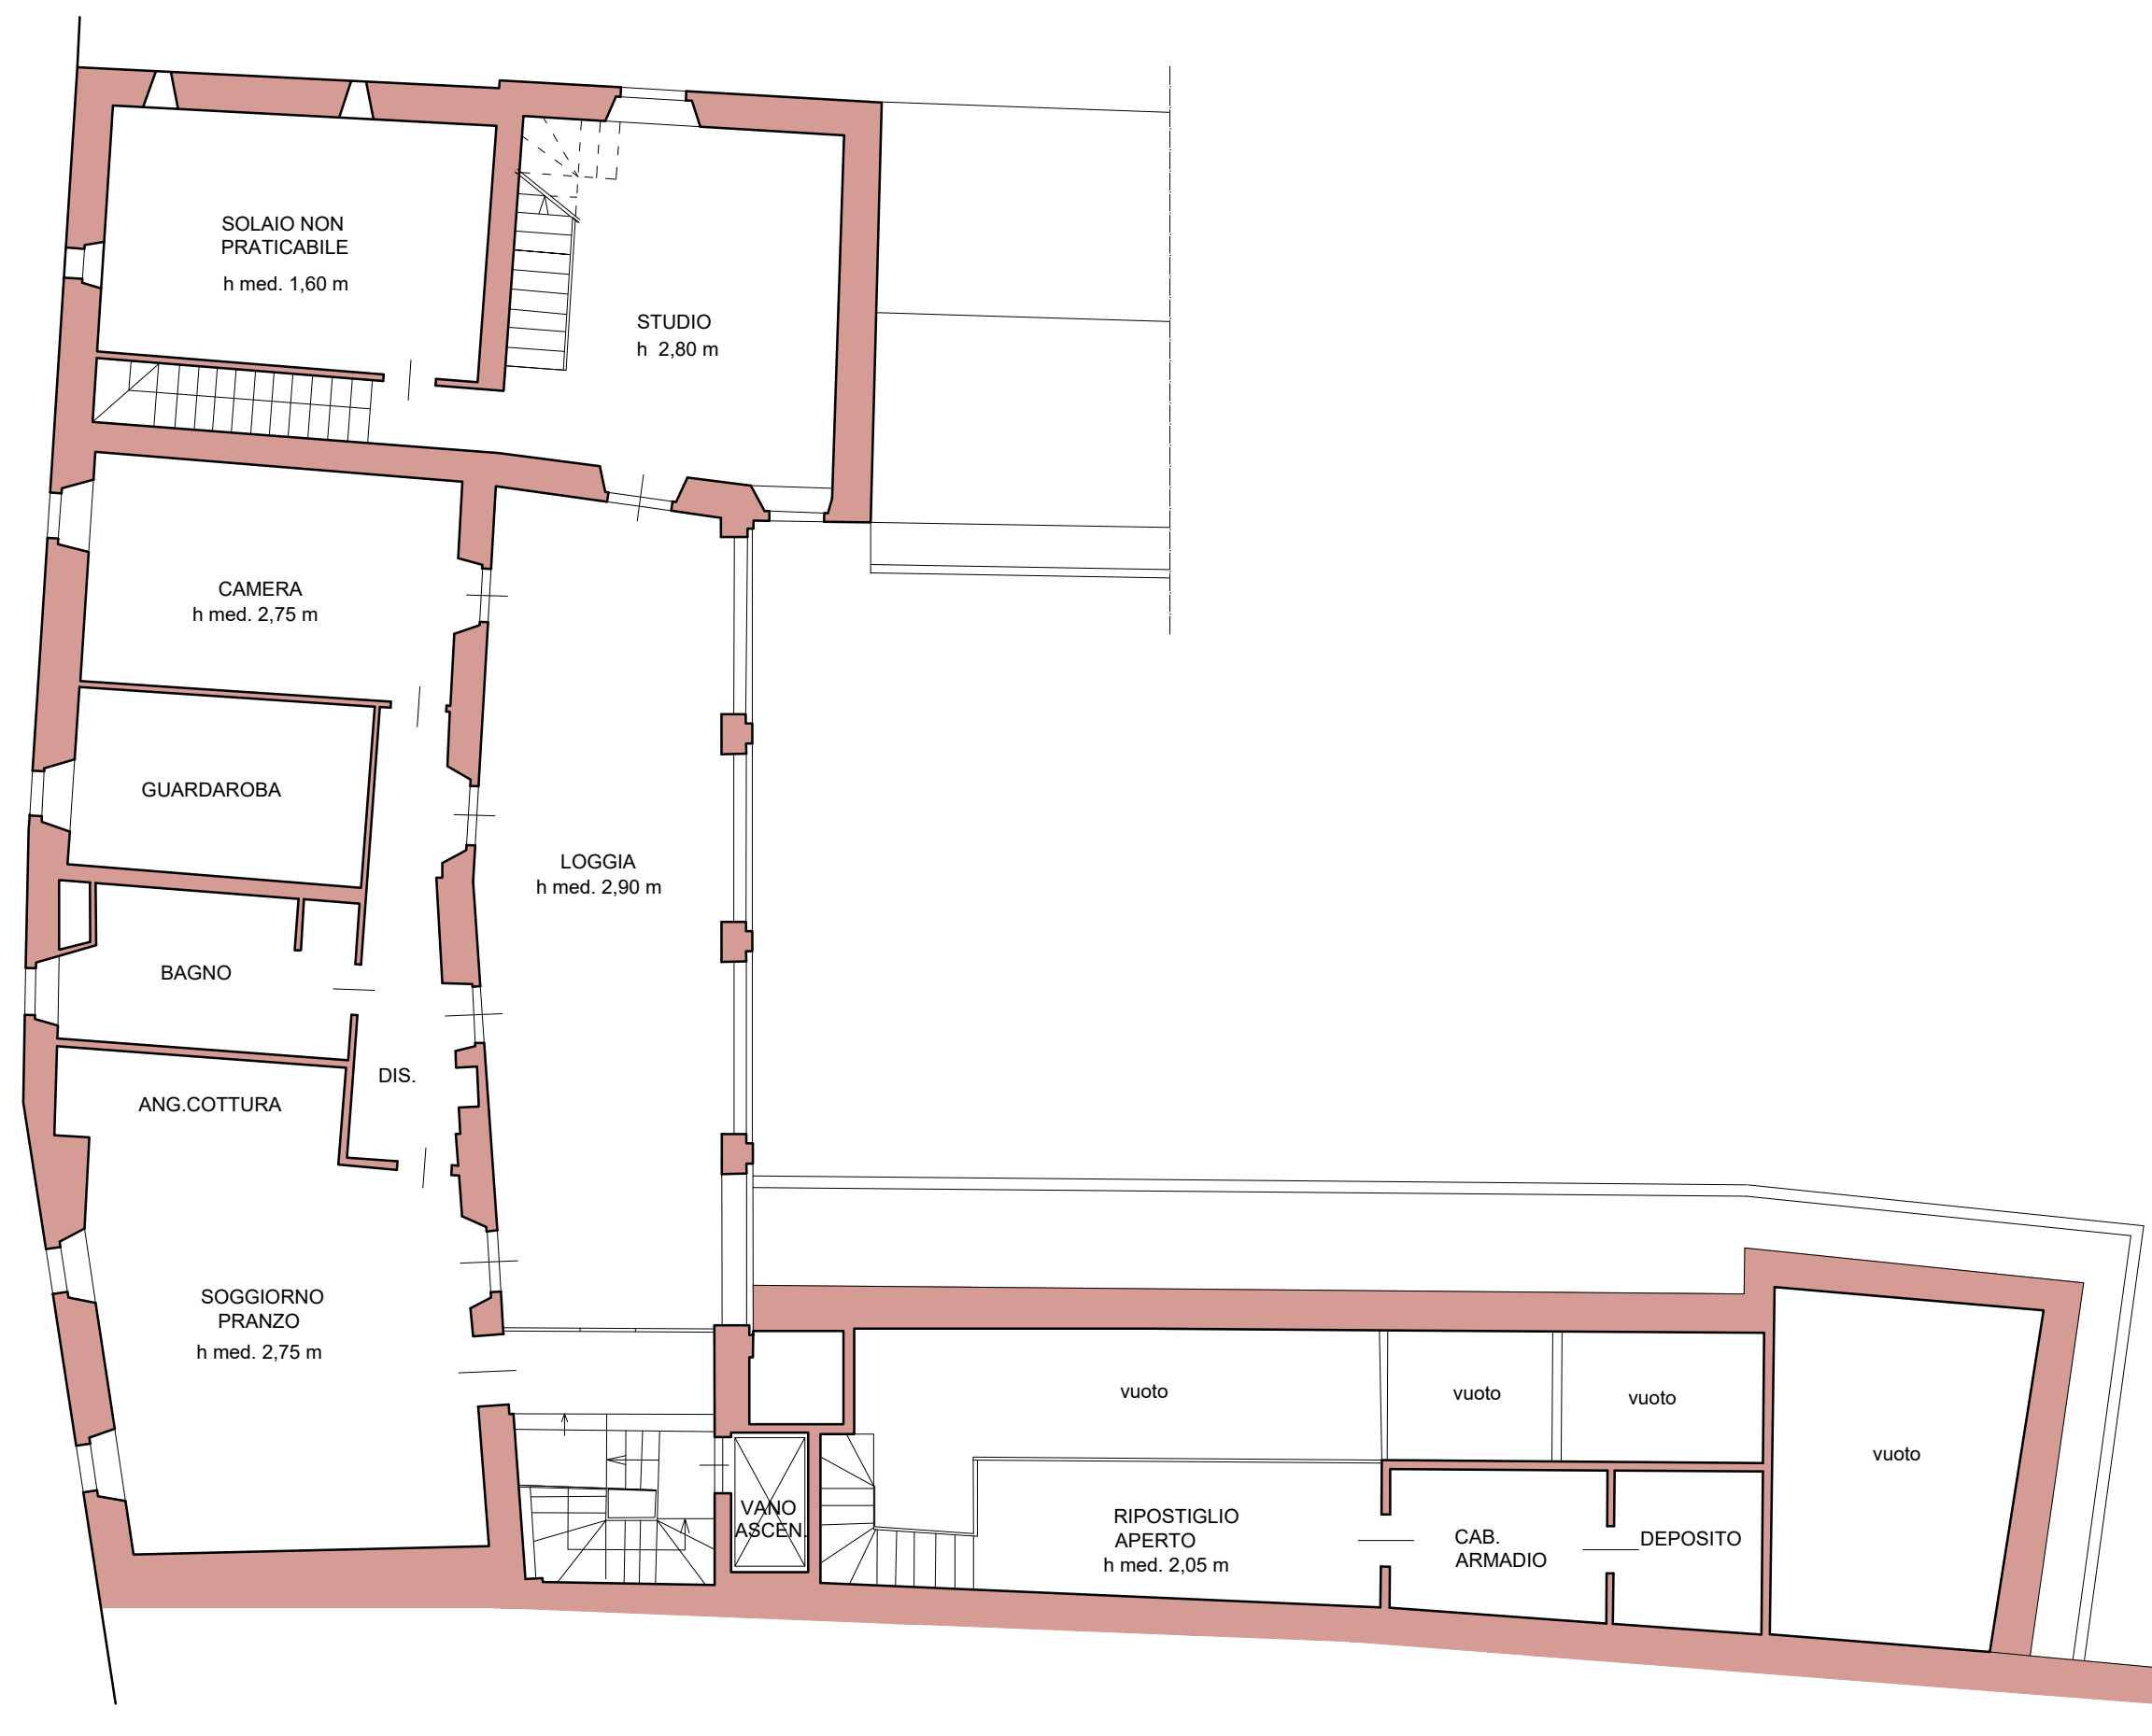 SOLAIO NON
PRATICABILE
h med. 1,60 m
STUDIO
h 2,80 m
CAMERA
h med. 2,75 m
GUARDAROBA
LOGGIA
h med. 2,90 m
BAGNO
DIS.
ANG.COTTURA
SOGGIORNO
PRANZO
h med. 2,75 m
vuoto
vuoto
vuoto
vuoto
VANO
ASCEN.
RIPOSTIGLIO
APERTO
h med. 2,05 m
CAB.
ARMADIO
DEPOSITO